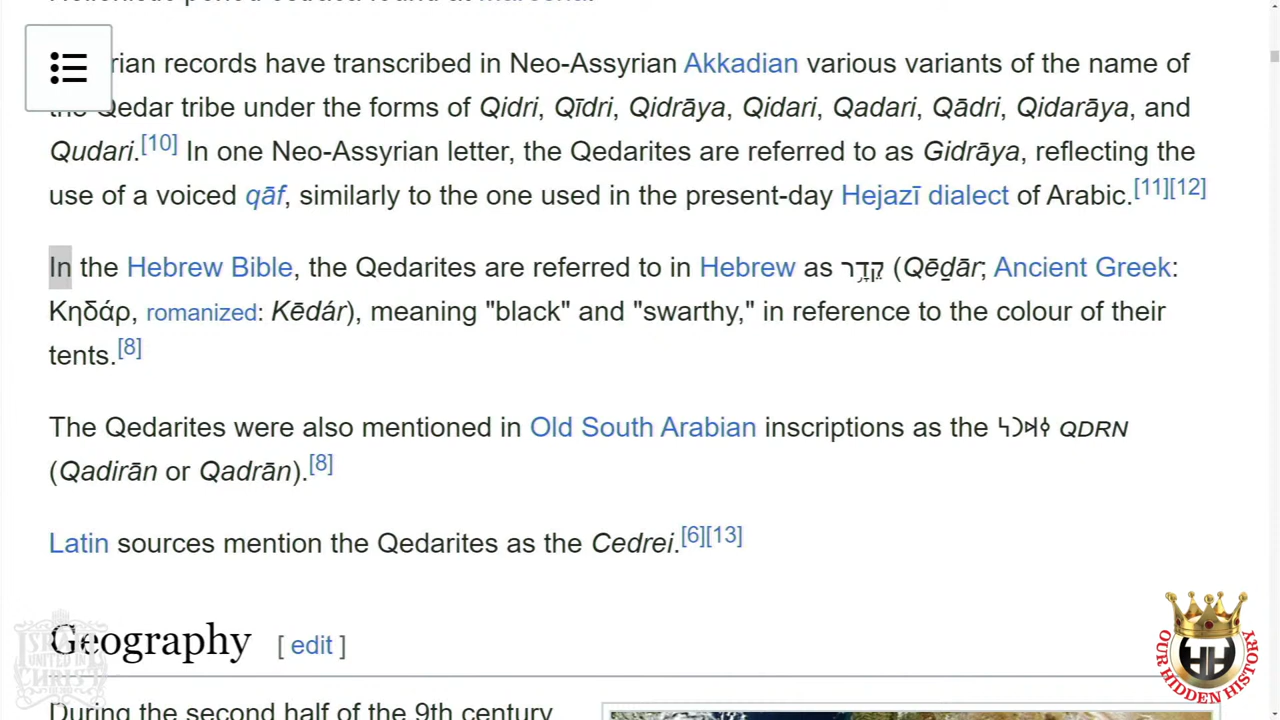 rian records have transcribed in Neo-Assyrian Akkadian various variants of the name of
the Qedar tribe under the forms of Qidri, Qīdri, Qidrāya, Qidari, Qadari, Qādri, Qidarāya, and
Qudari.[10] In one Neo-Assyrian letter, the Qedarites are referred to as Gidrāya, reflecting the
use of a voiced qāf, similarly to the one used in the present-day Hejazī dialect of Arabic.[11][12]
In the Hebrew Bible, the Qedarites are referred to in Hebrew as קֵדָ֥ר (Qēḏār; Ancient Greek:
Κηδάρ, romanized: Kēdár), meaning "black" and "swarthy," in reference to the colour of their
tents.[8]
The Qedarites were also mentioned in Old South Arabian inscriptions as the 𐩤𐩵𐩧𐩬 QDRN
(Qadirān or Qadrān).[8]
Latin sources mention the Qedarites as the Cedrei.[6][13]
Geography [ edit ]
During the second half of the 9th century
ISRAEL
UNITED IN
CHRIST
OUR HIDDEN HISTORY